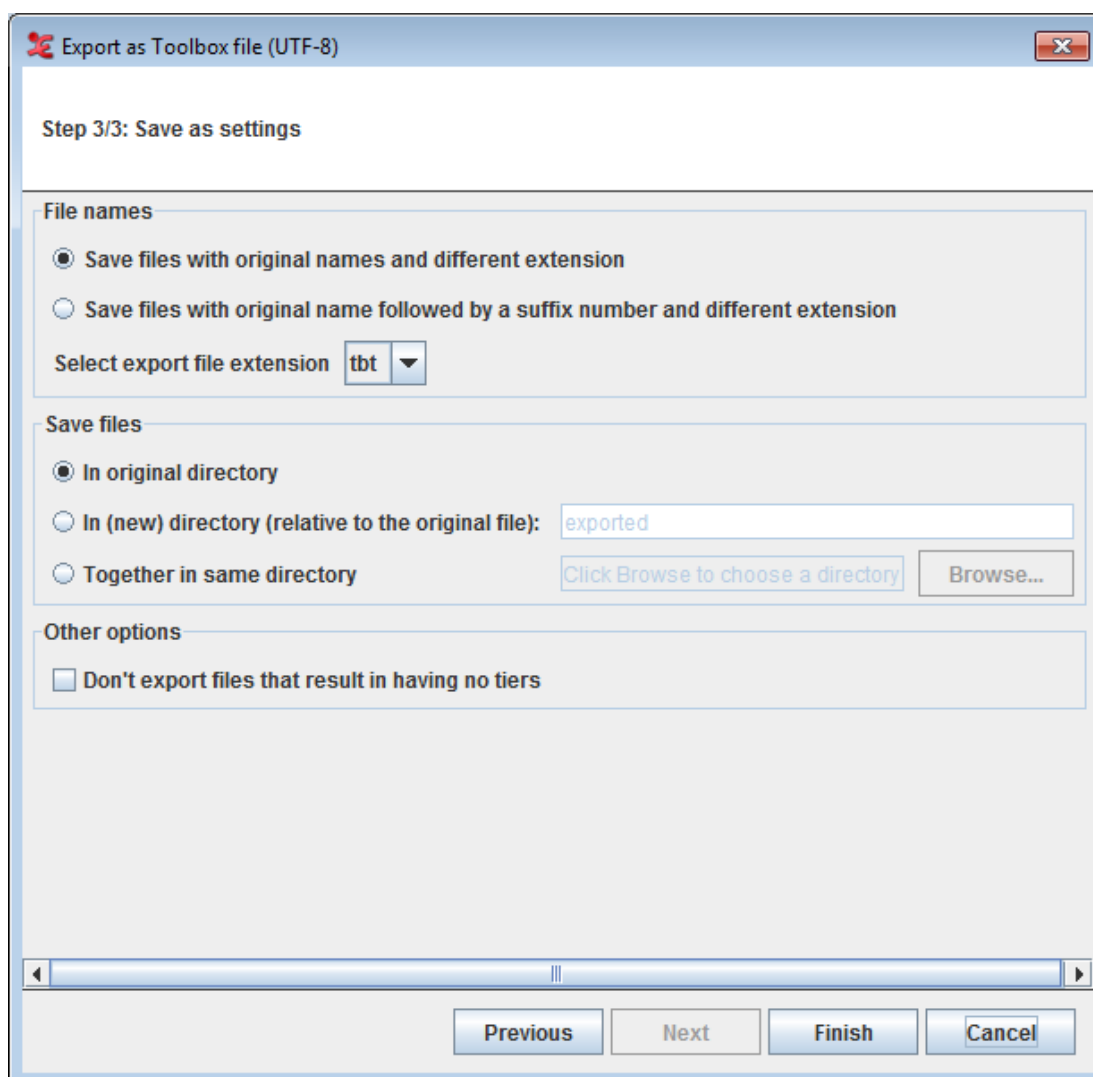 Export as Toolbox file (UTF-8)
Step 3/3: Save as settings
File names
Save files with original names and different extension
Save files with original name followed by a suffix number and different extension
Select export file extension tbt
Save files
In original directory
In (new) directory (relative to the original file): exported
Together in same directory Click Browse to choose a directory Browse...
Other options
Don't export files that result in having no tiers
Previous Next Finish Cancel